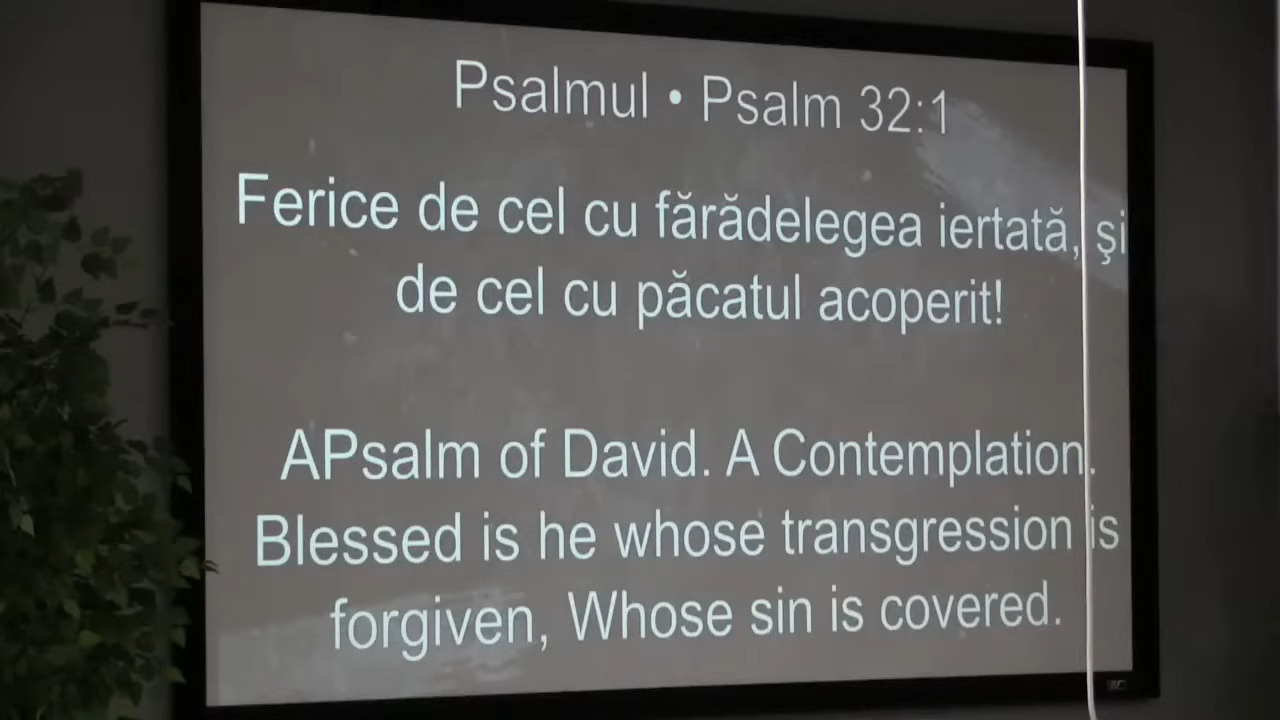 Psalmul • Psalm 32:1
Ferice de cel cu fărădelegea iertată, şi
de cel cu păcatul acoperit!
APsalm of David. A Contemplation.
Blessed is he whose transgression is
forgiven, Whose sin is covered.